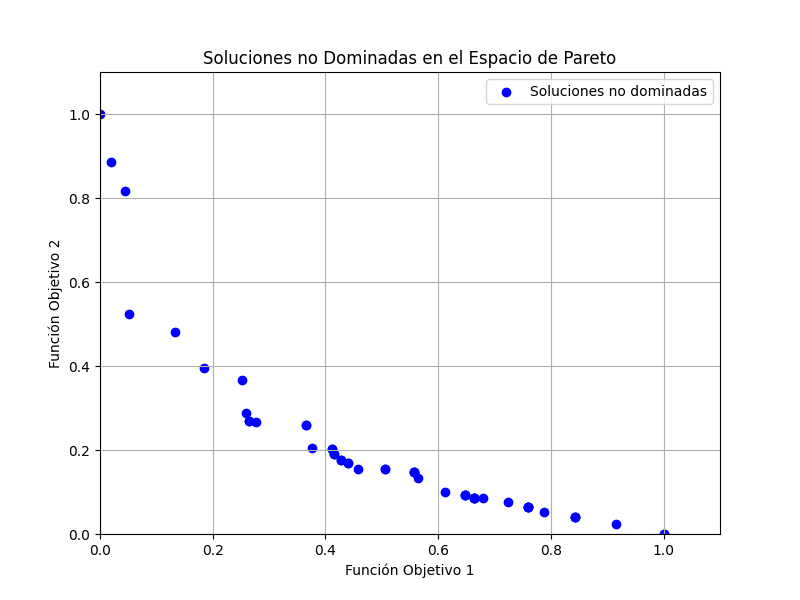 Soluciones no Dominadas en el Espacio de Pareto
Soluciones no dominadas
1.0
0.8
0.6
0.4
0.2
0.0
Función Objetivo 2
0.0 0.2 0.4 0.6 0.8 1.0
Función Objetivo 1